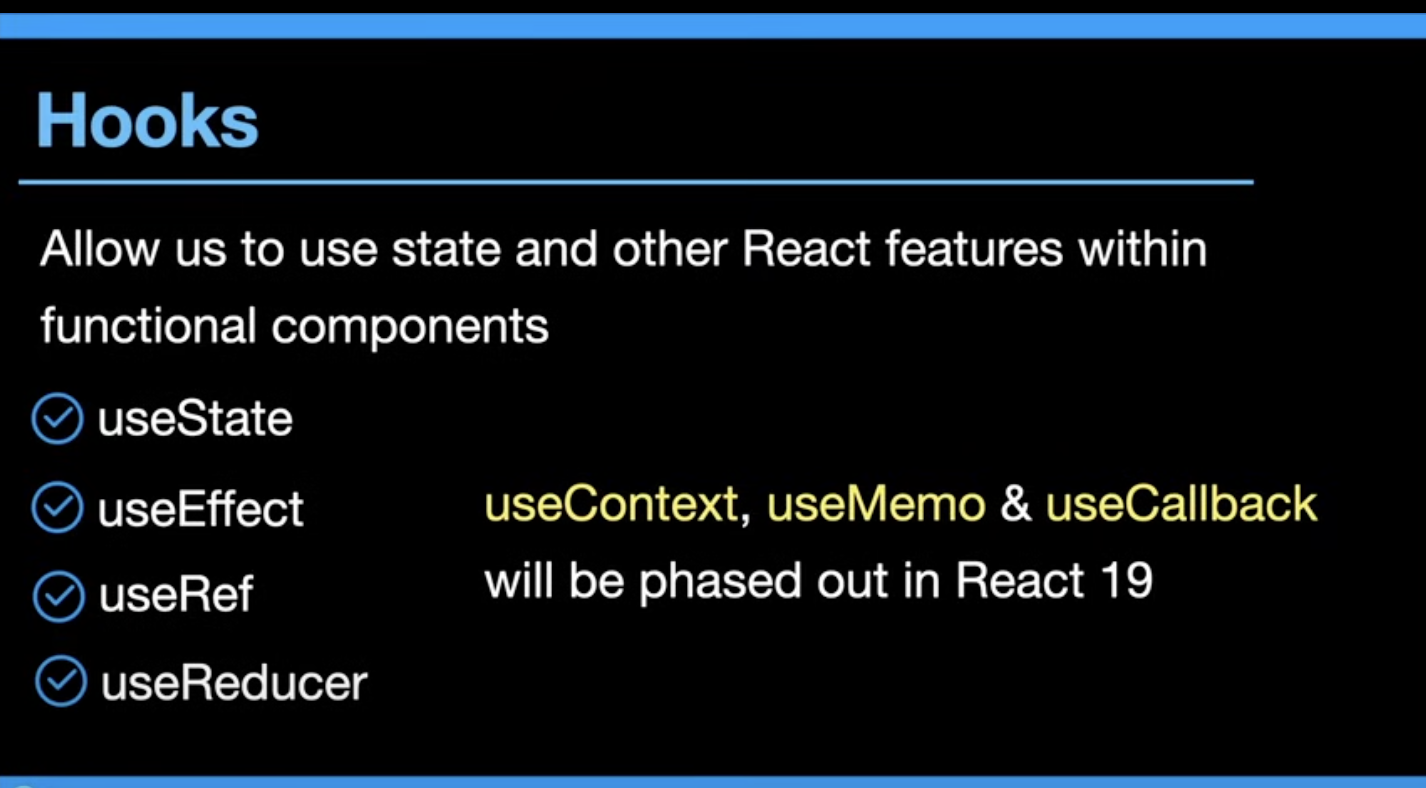 Hooks
Allow us to use state and other React features within
functional components
useState
useEffect
useRef
useReducer
useContext, useMemo & useCallback
will be phased out in React 19